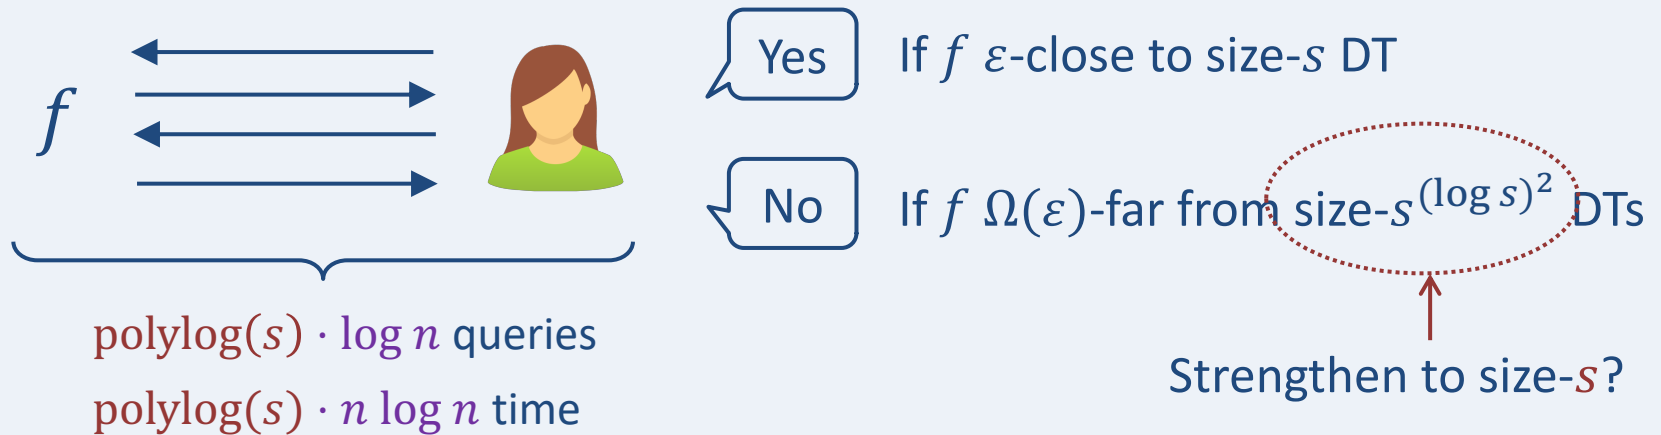 f
Yes
If f ε-close to size-s DT
No
If f Ω(ε)-far from size-s^{(log s)^2} DTs
polylog(s) · log n queries
polylog(s) · n log n time
Strengthen to size-s?